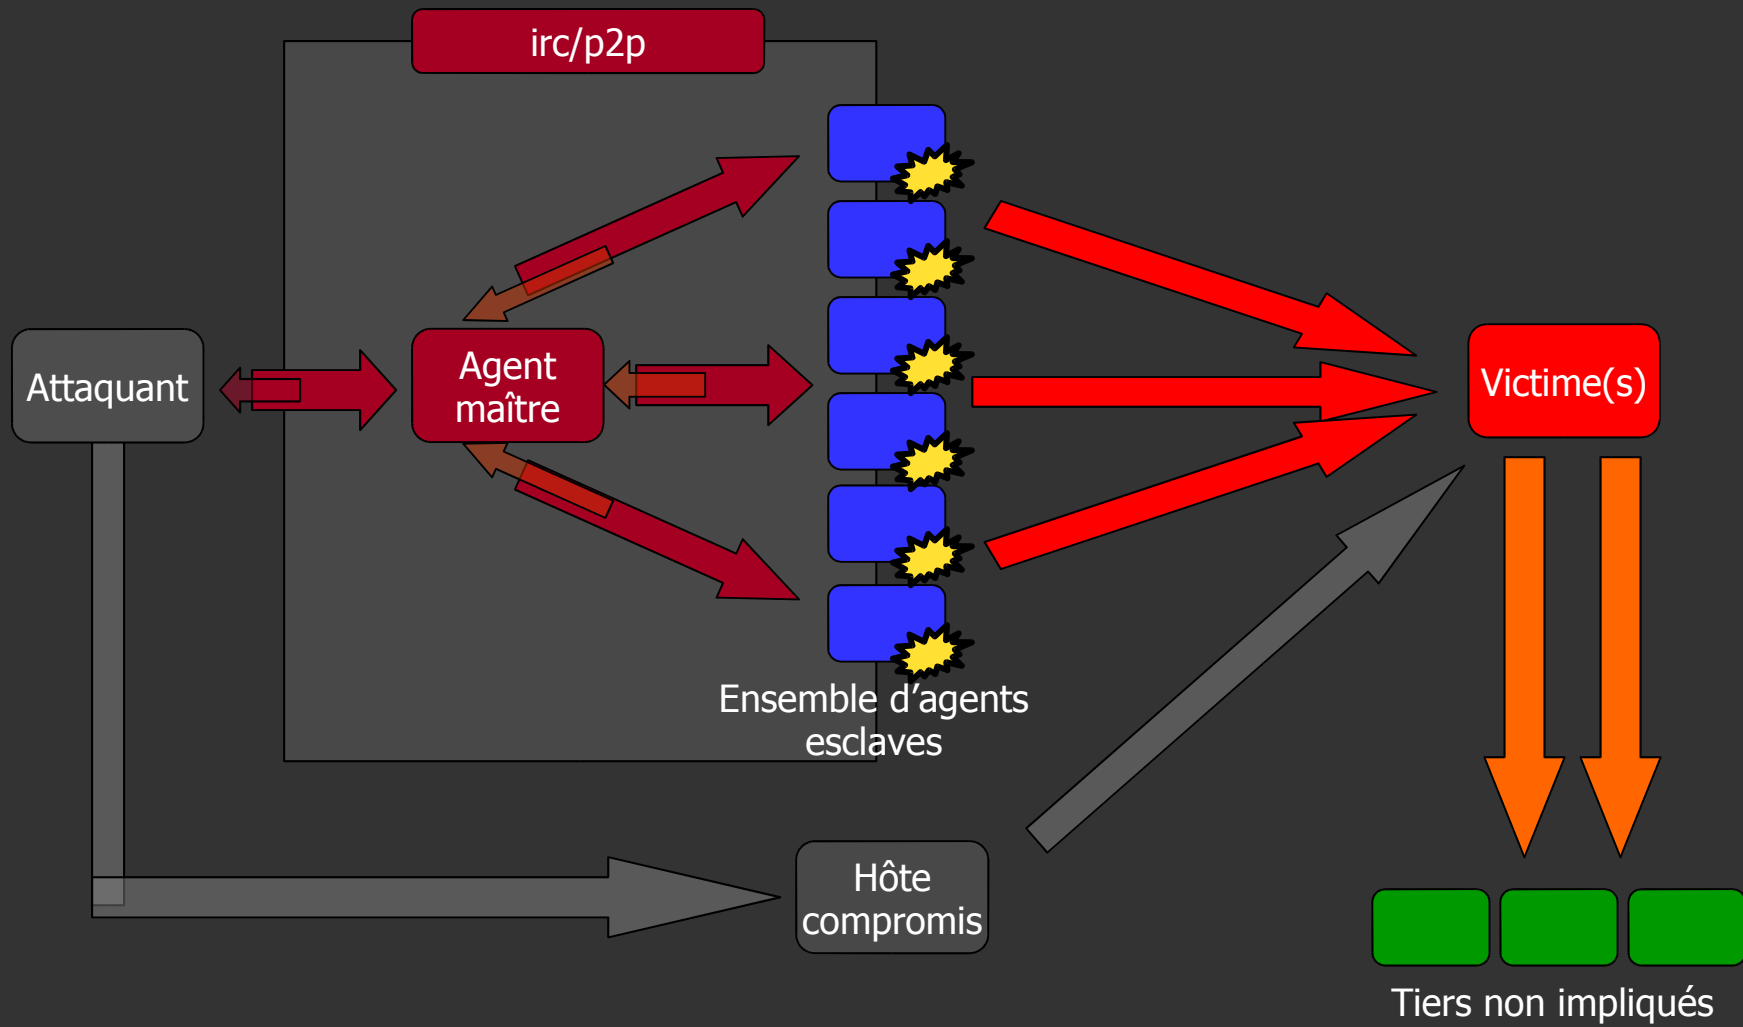 irc/p2p
Attaquant
Agent
maître
Victime(s)
Ensemble d’agents
esclaves
Hôte
compromis
Tiers non impliqués